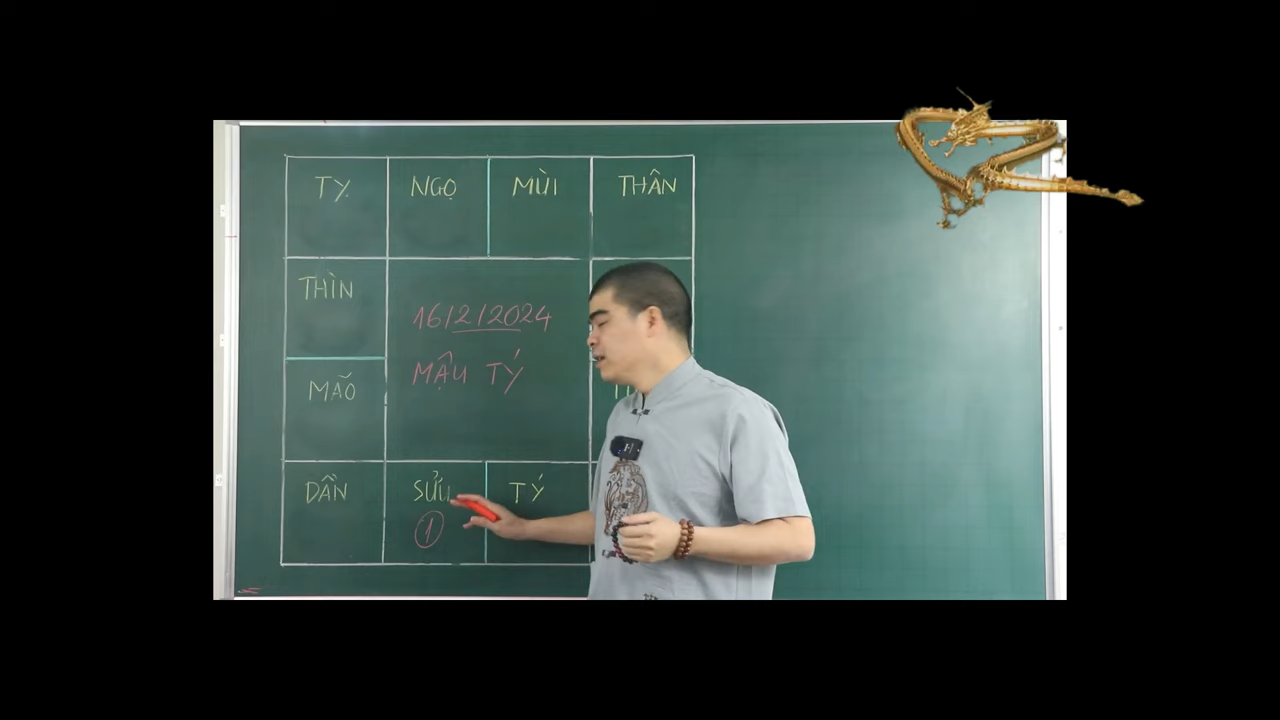 TỴ NGỌ MÙI THÂN
THÌN
16/2/2024
MẬU TÝ
MÃO
DẦN SỬU TÝ
1